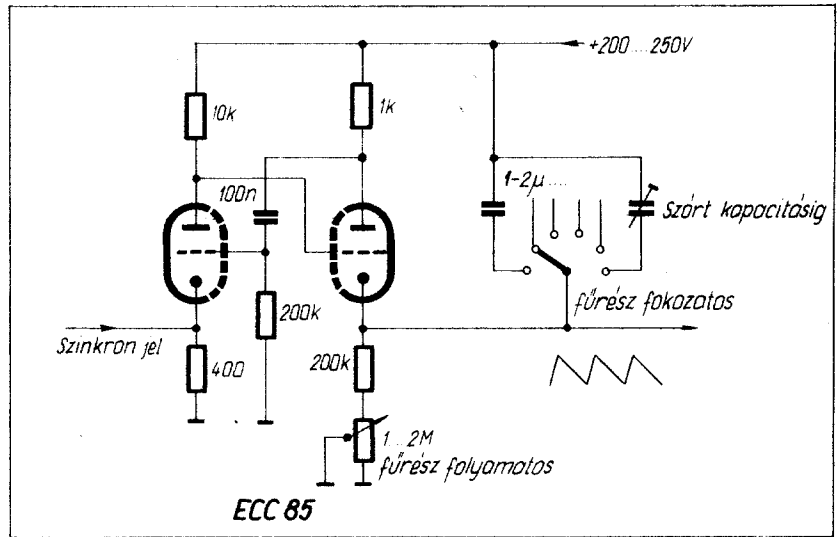 +200....250V
10k
1k
100n
1-2µ....
Szórt kapacitásig
fűrész fokozatos
200k
Szinkron jel
400
200k
1...2M
fűrész folyamatos
ECC 85